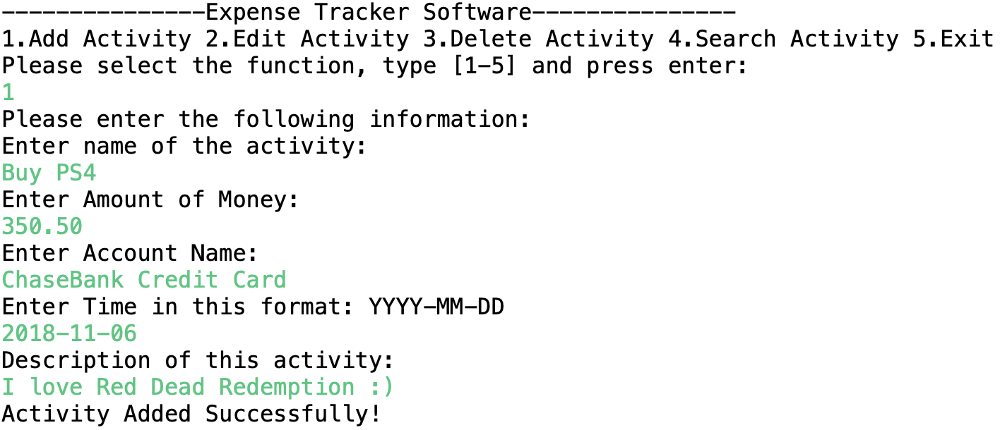 ---------------Expense Tracker Software---------------
1.Add Activity 2.Edit Activity 3.Delete Activity 4.Search Activity 5.Exit
Please select the function, type [1-5] and press enter:
1
Please enter the following information:
Enter name of the activity:
Buy PS4
Enter Amount of Money:
350.50
Enter Account Name:
ChaseBank Credit Card
Enter Time in this format: YYYY-MM-DD
2018-11-06
Description of this activity:
I love Red Dead Redemption :)
Activity Added Successfully!